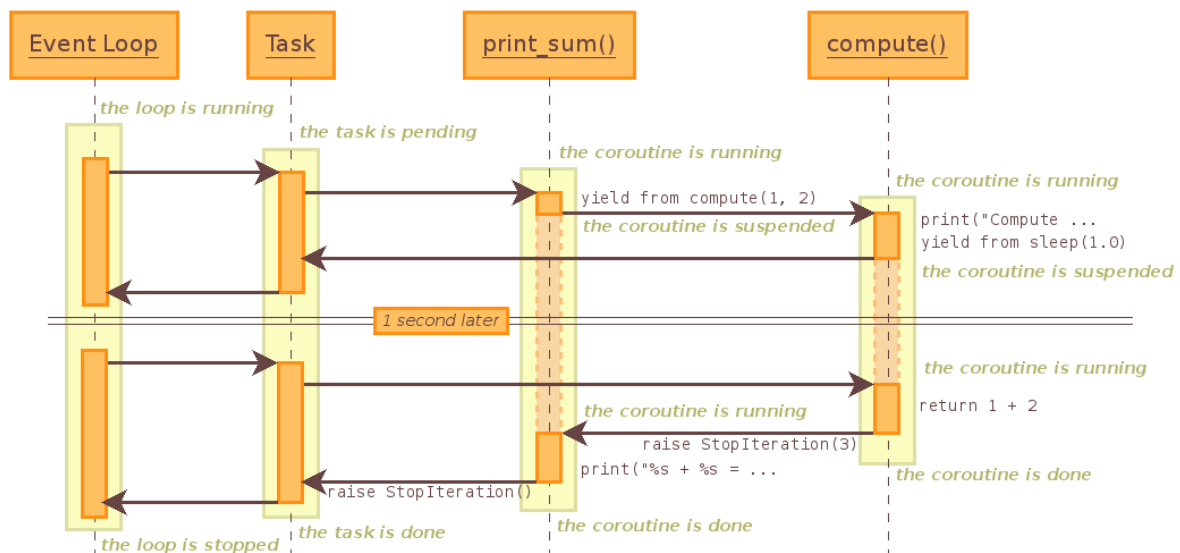 Event Loop
Task
print_sum()
compute()
the loop is running
the task is pending
the coroutine is running
the coroutine is running
yield from compute(1, 2)
print("Compute ...
the coroutine is suspended
yield from sleep(1.0)
the coroutine is suspended
1 second later
the coroutine is running
return 1 + 2
the coroutine is running
raise StopIteration(3)
print("%s + %s = ...
the coroutine is done
raise StopIteration()
the coroutine is done
the task is done
the loop is stopped